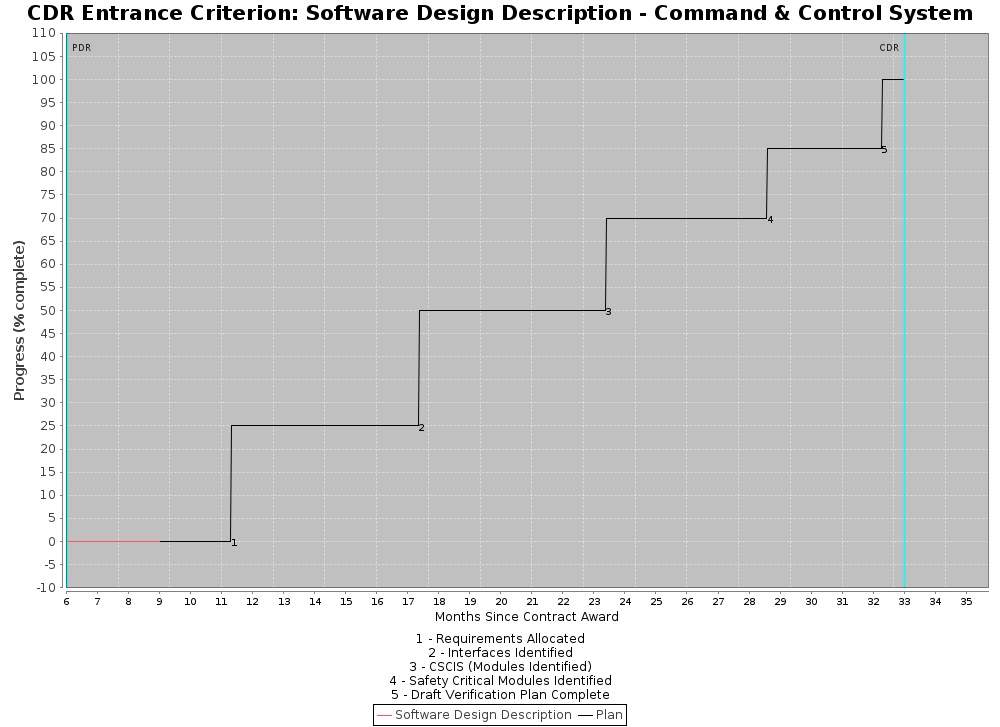 CDR Entrance Criterion: Software Design Description - Command & Control System
110
105
100
95
90
85
80
75
70
65
60
55
50
45
40
35
30
25
20
15
10
5
0
-5
-10
Progress (% complete)
PDR
CDR
1
2
3
4
5
6 7 8 9 10 11 12 13 14 15 16 17 18 19 20 21 22 23 24 25 26 27 28 29 30 31 32 33 34 35
Months Since Contract Award
1 - Requirements Allocated
2 - Interfaces Identified
3 - CSCIS (Modules Identified)
4 - Safety Critical Modules Identified
5 - Draft Verification Plan Complete
Software Design Description Plan